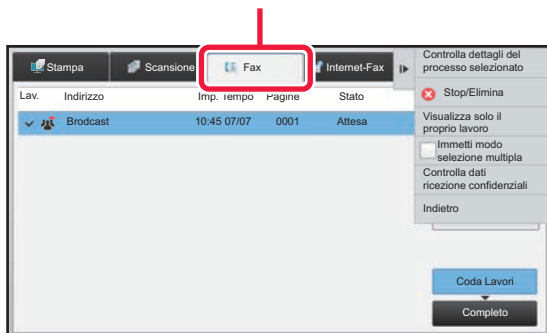 Stampa
Scansione
Fax
Internet-Fax
Lav.
Indirizzo
Imp. Tempo
Pagine
Stato
Brodcast
10:45 07/07
0001
Attesa
Controlla dettagli del
processo selezionato
Stop/Elimina
Visualizza solo il
proprio lavoro
Immetti modo
selezione multipla
Controlla dati
ricezione confidenziali
Indietro
Coda Lavori
Completo